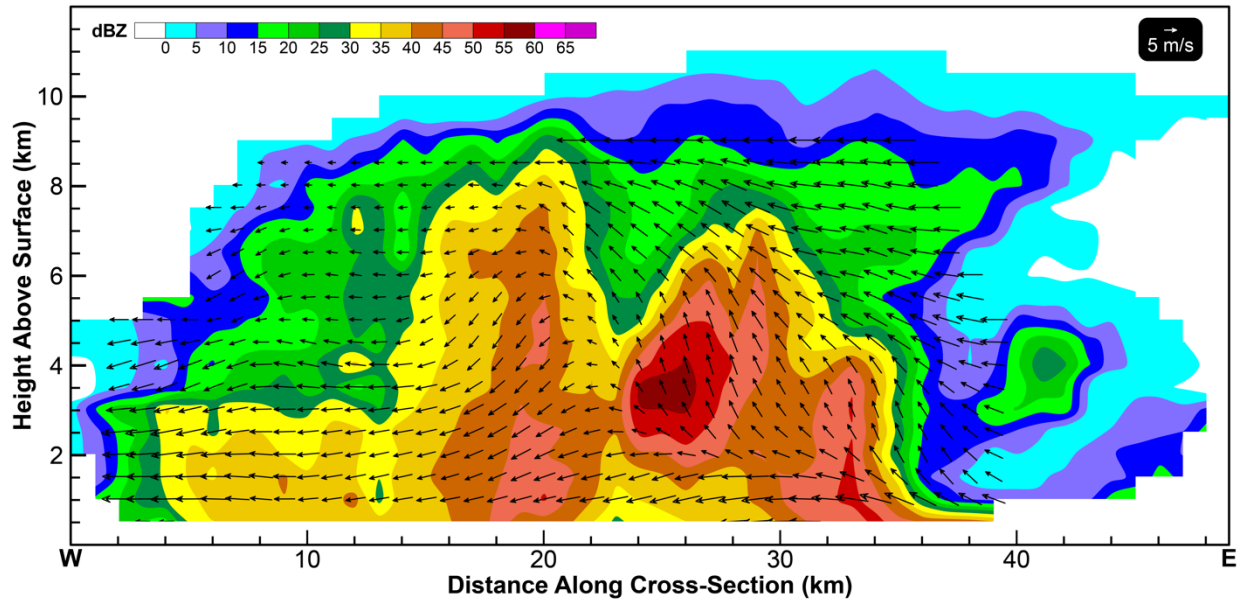 dBZ
0 5 10 15 20 25 30 35 40 45 50 55 60 65
5 m/s
Height Above Surface (km)
10
8
6
4
2
10 20 30 40
W E
Distance Along Cross-Section (km)